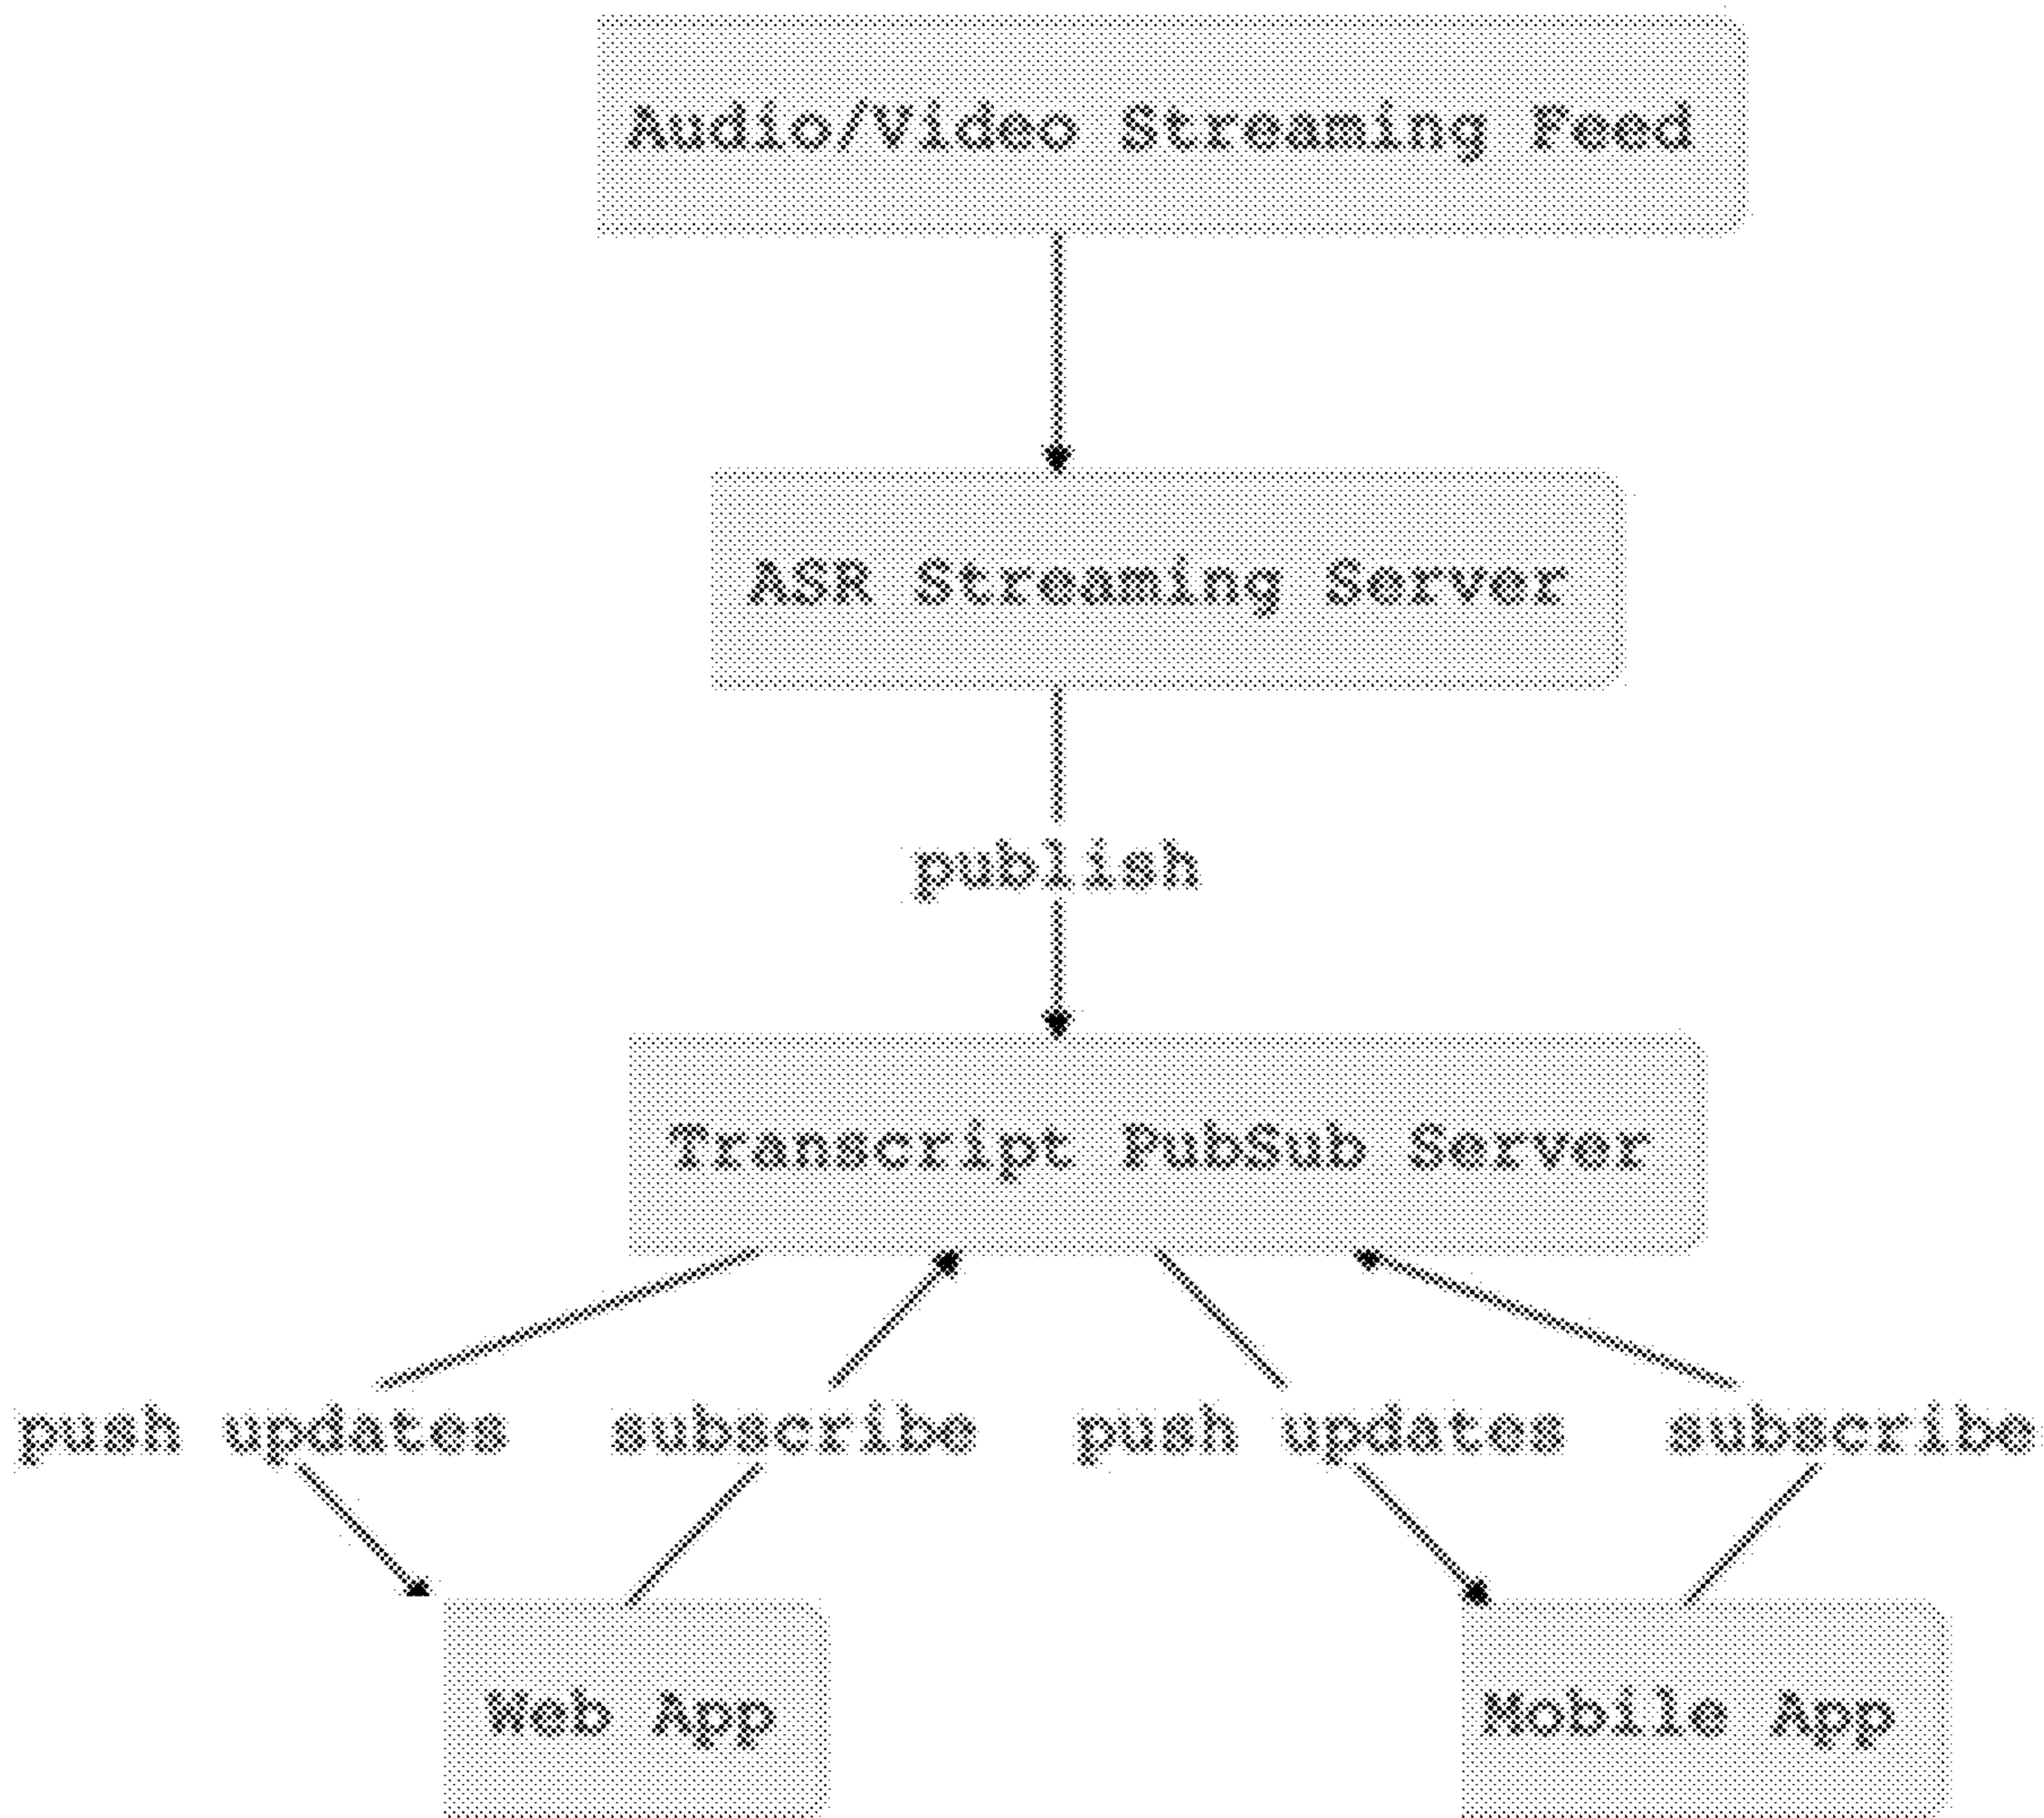 Audio/Video Streaming Feed
ASR Streaming Server
publish
Transcript PubSub Server
push updates subscribe push updates subscribe
Web App Mobile App